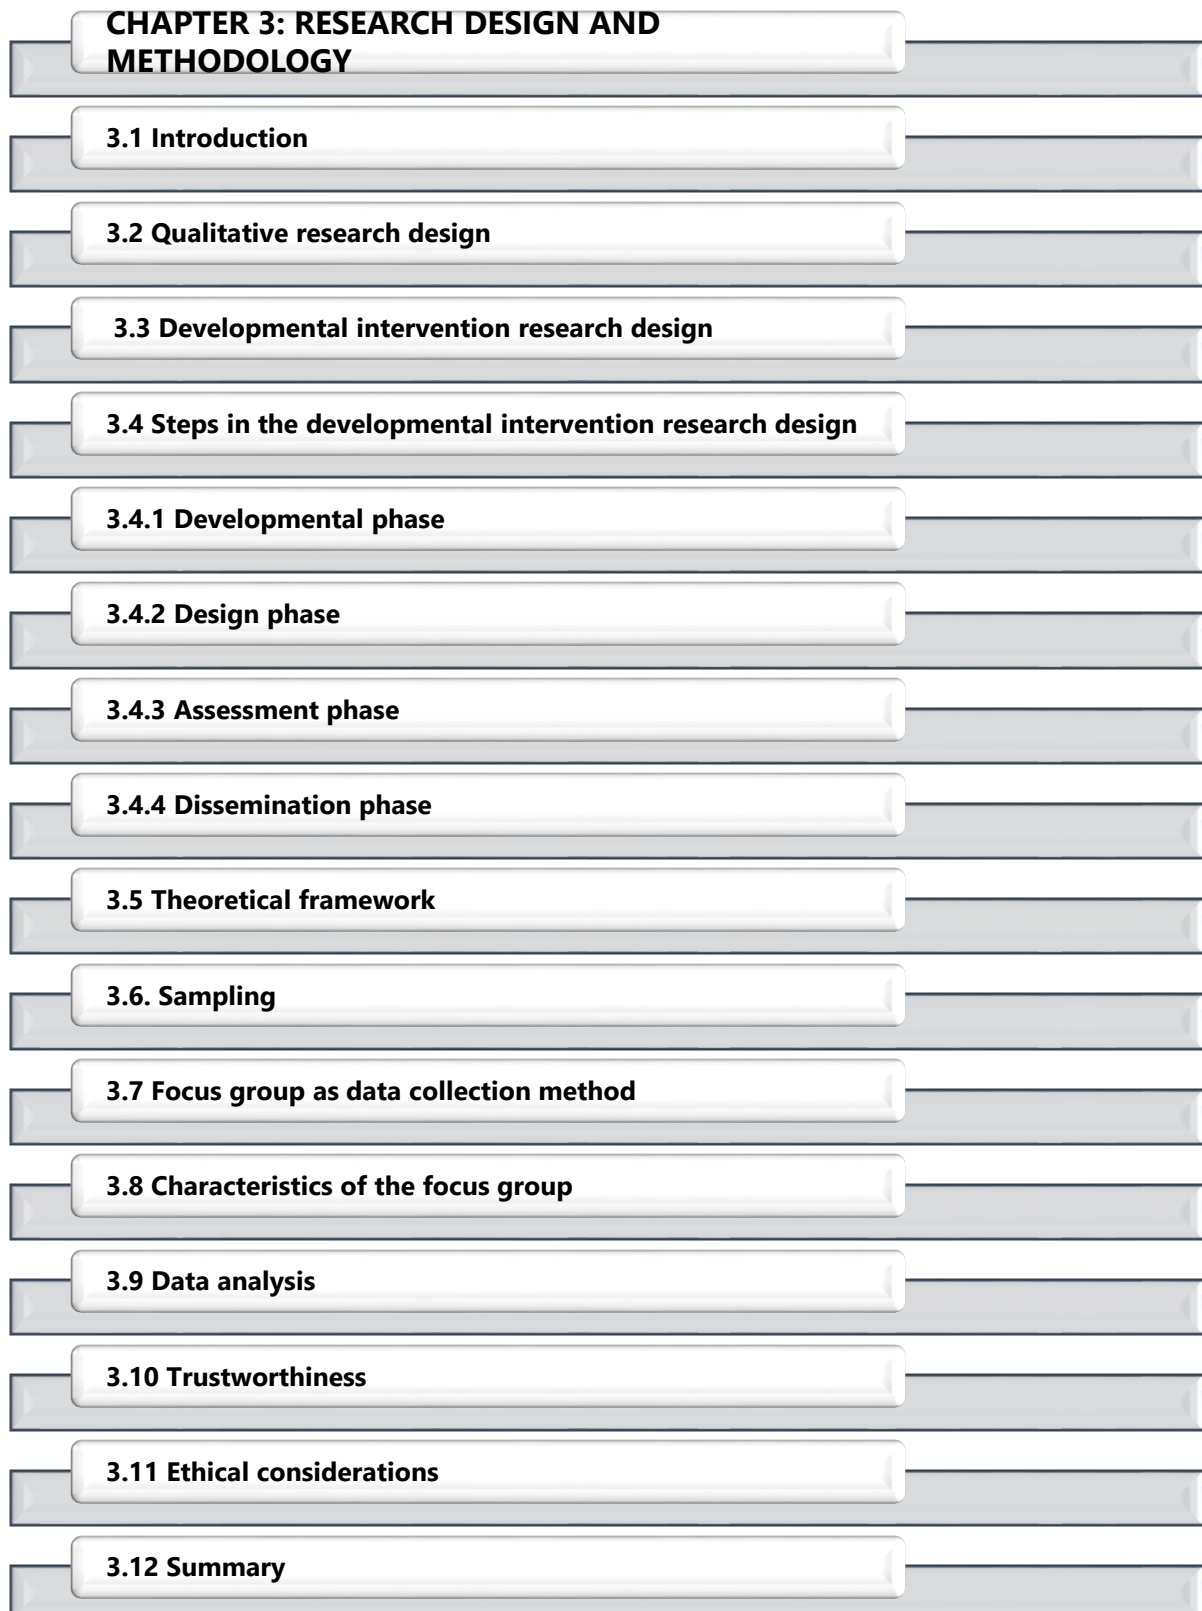 CHAPTER 3: RESEARCH DESIGN AND
METHODOLOGY
3.1 Introduction
3.2 Qualitative research design
3.3 Developmental intervention research design
3.4 Steps in the developmental intervention research design
3.4.1 Developmental phase
3.4.2 Design phase
3.4.3 Assessment phase
3.4.4 Dissemination phase
3.5 Theoretical framework
3.6. Sampling
3.7 Focus group as data collection method
3.8 Characteristics of the focus group
3.9 Data analysis
3.10 Trustworthiness
3.11 Ethical considerations
3.12 Summary